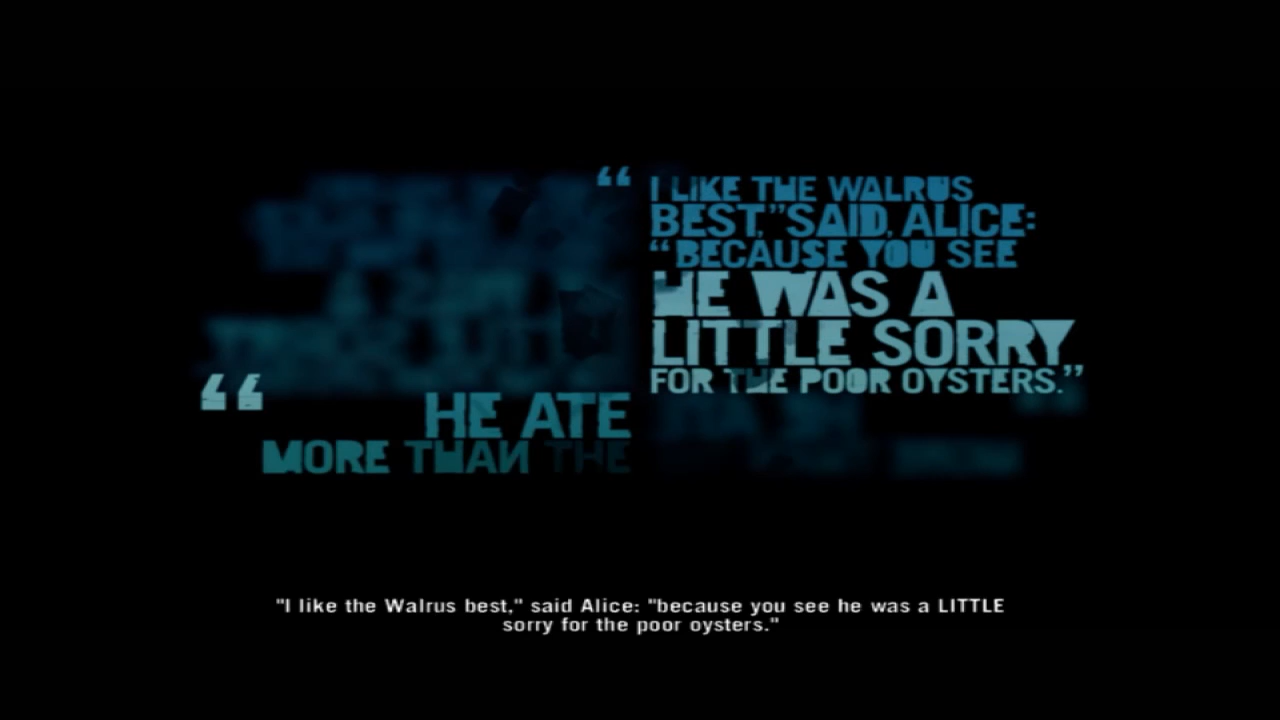 “ I LIKE THE WALRUS
BEST,” SAID, ALICE:
“BECAUSE YOU SEE
HE WAS A
LITTLE SORRY
FOR THE POOR OYSTERS.”
“ HE ATE
MORE THAN THE
"I like the Walrus best," said Alice: "because you see he was a LITTLE
sorry for the poor oysters."